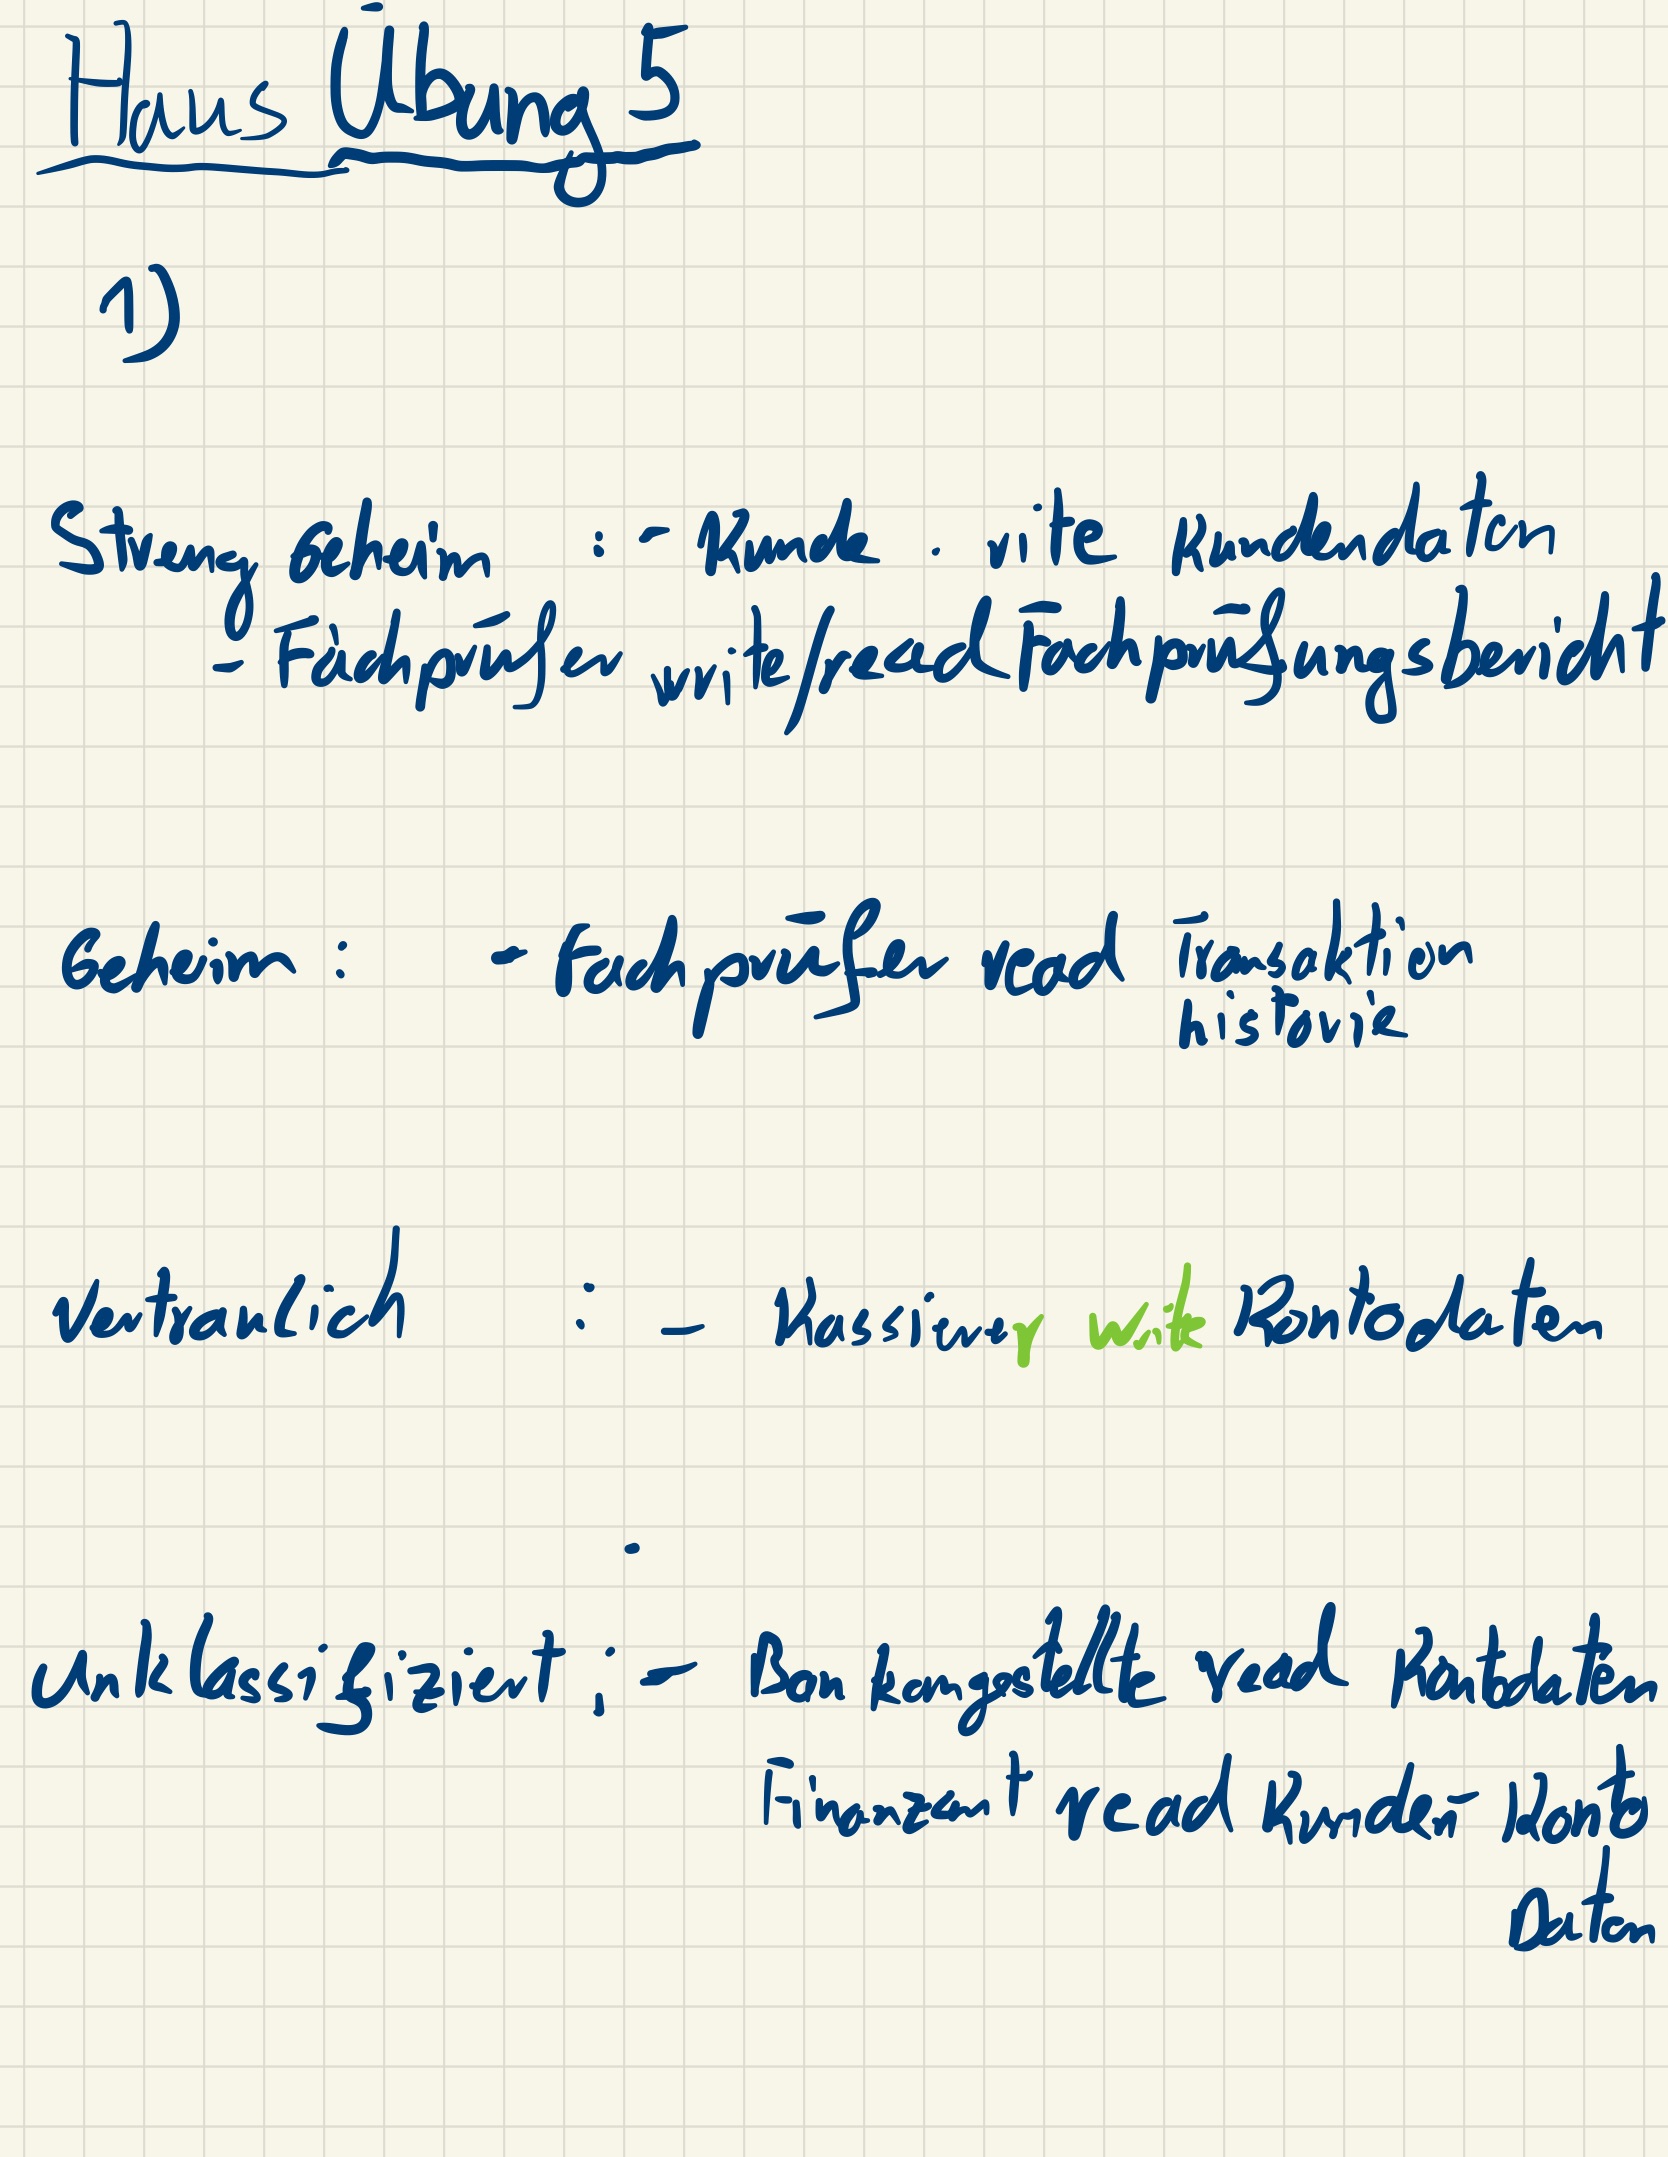 Haus Übung 5
1)
Streng Geheim : - Kunde . rite Kundendaten
- Fachprüfer write/read Fachprüfungsbericht
Geheim : - Fachprüfer read Transaktion
historie
Vertraulich : - Kassierer write Kontodaten
Unklassifiziert : - Bankangestellte read Kontodaten
Finanzamt read Kunden- Konto
Daten